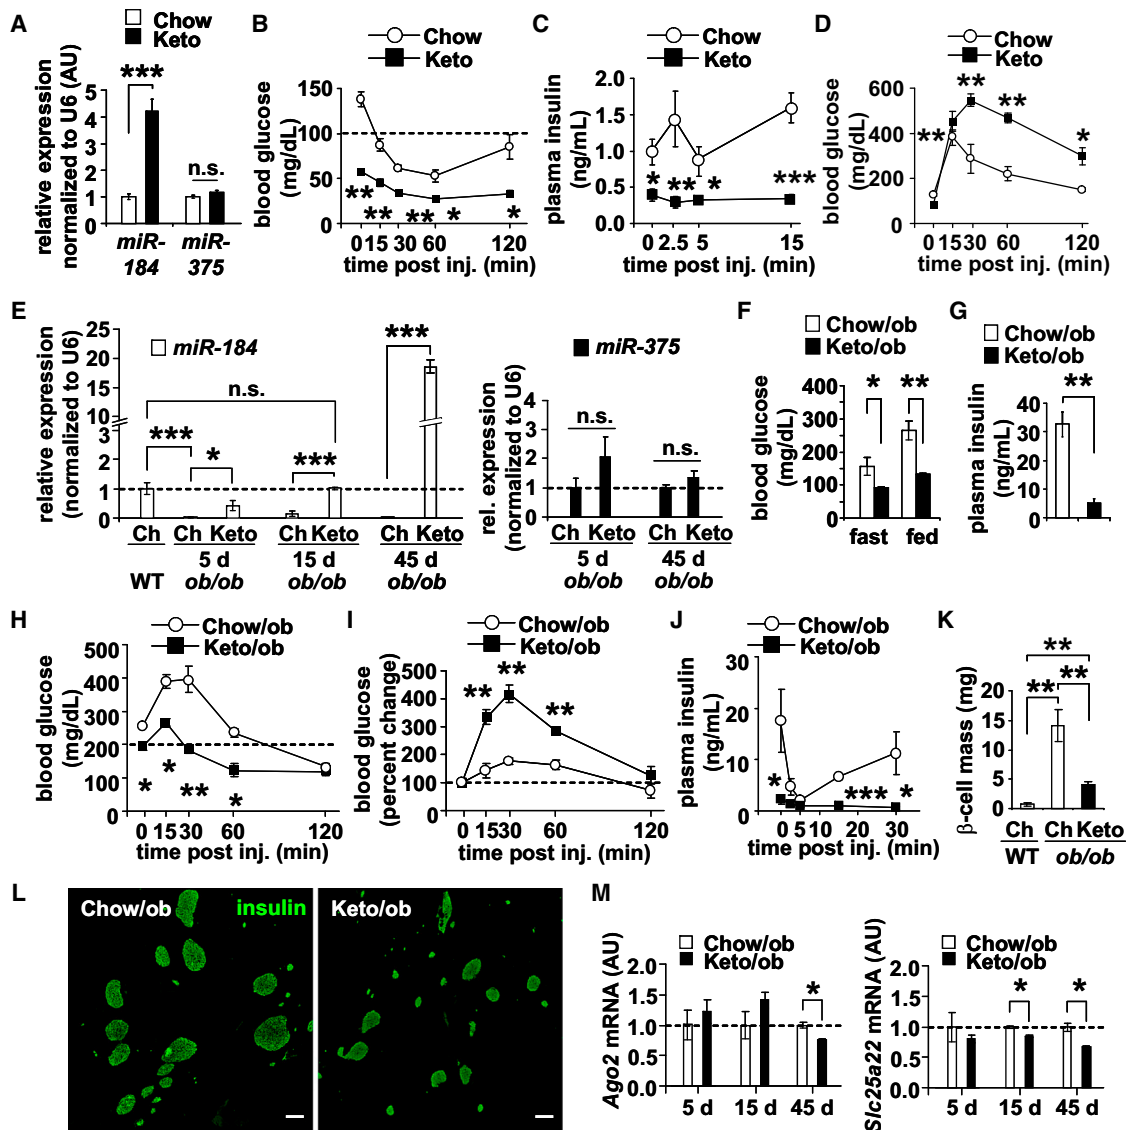 A
Chow
Keto
relative expression
normalized to U6 (AU)
5
4
3
2
1
0
***
n.s.
miR-
184
miR-
375
B
Chow
Keto
blood glucose
(mg/dL)
150
100
50
0
**
**
**
*
*
0 15 30 60 120
time post inj. (min)
C
Chow
Keto
plasma insulin
(ng/mL)
2.0
1.5
1.0
0.5
0.0
*
**
*
***
0 2.5 5 15
time post inj. (min)
D
Chow
Keto
blood glucose
(mg/dL)
600
400
200
0
**
**
**
*
0 15 30 60 120
time post inj. (min)
E
relative expression
(normalized to U6)
25
20
15
10
3
2
1
0
miR-184
***
n.s.
***
*
***
Ch Ch Keto Ch Keto Ch Keto
WT 5 d ob/ob 15 d ob/ob 45 d ob/ob
miR-375
rel. expression
(normalized to U6)
4
3
2
1
0
n.s.
n.s.
Ch Keto Ch Keto
5 d 45 d
ob/ob ob/ob
F
Chow/ob
Keto/ob
blood glucose
(mg/dL)
400
300
200
100
0
*
**
fast fed
G
Chow/ob
Keto/ob
plasma insulin
(ng/mL)
40
30
20
10
0
**
H
Chow/ob
Keto/ob
blood glucose
(mg/dL)
500
400
300
200
100
0
*
*
**
*
0 15 30 60 120
time post inj. (min)
I
Chow/ob
Keto/ob
blood glucose
(percent change)
500
400
300
200
100
0
**
**
**
0 15 30 60 120
time post inj. (min)
J
Chow/ob
Keto/ob
plasma insulin
(ng/mL)
30
20
10
0
*
***
*
0 5 10 20 30
time post inj. (min)
K
β-cell mass (mg)
20
15
10
5
0
**
**
**
Ch Ch Keto
WT ob/ob
L
Chow/ob insulin
Keto/ob
M
Chow/ob
Keto/ob
Ago2 mRNA (AU)
2.0
1.5
1.0
0.5
0.0
*
5 d 15 d 45 d
Chow/ob
Keto/ob
Slc25a22 mRNA (AU)
2.0
1.5
1.0
0.5
0.0
*
*
5 d 15 d 45 d